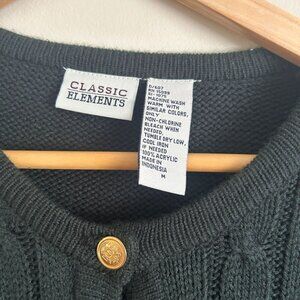 CLASSIC
ELEMENTS
MACHINE WASH
WARM WITH
SIMILAR COLORS,
ONLY
NON-CHLORINE
BLEACH WHEN
NEEDED.
TUMBLE DRY LOW,
COOL IRON
IF NEEDED
100% ACRYLIC
MADE IN
INDONESIA
M